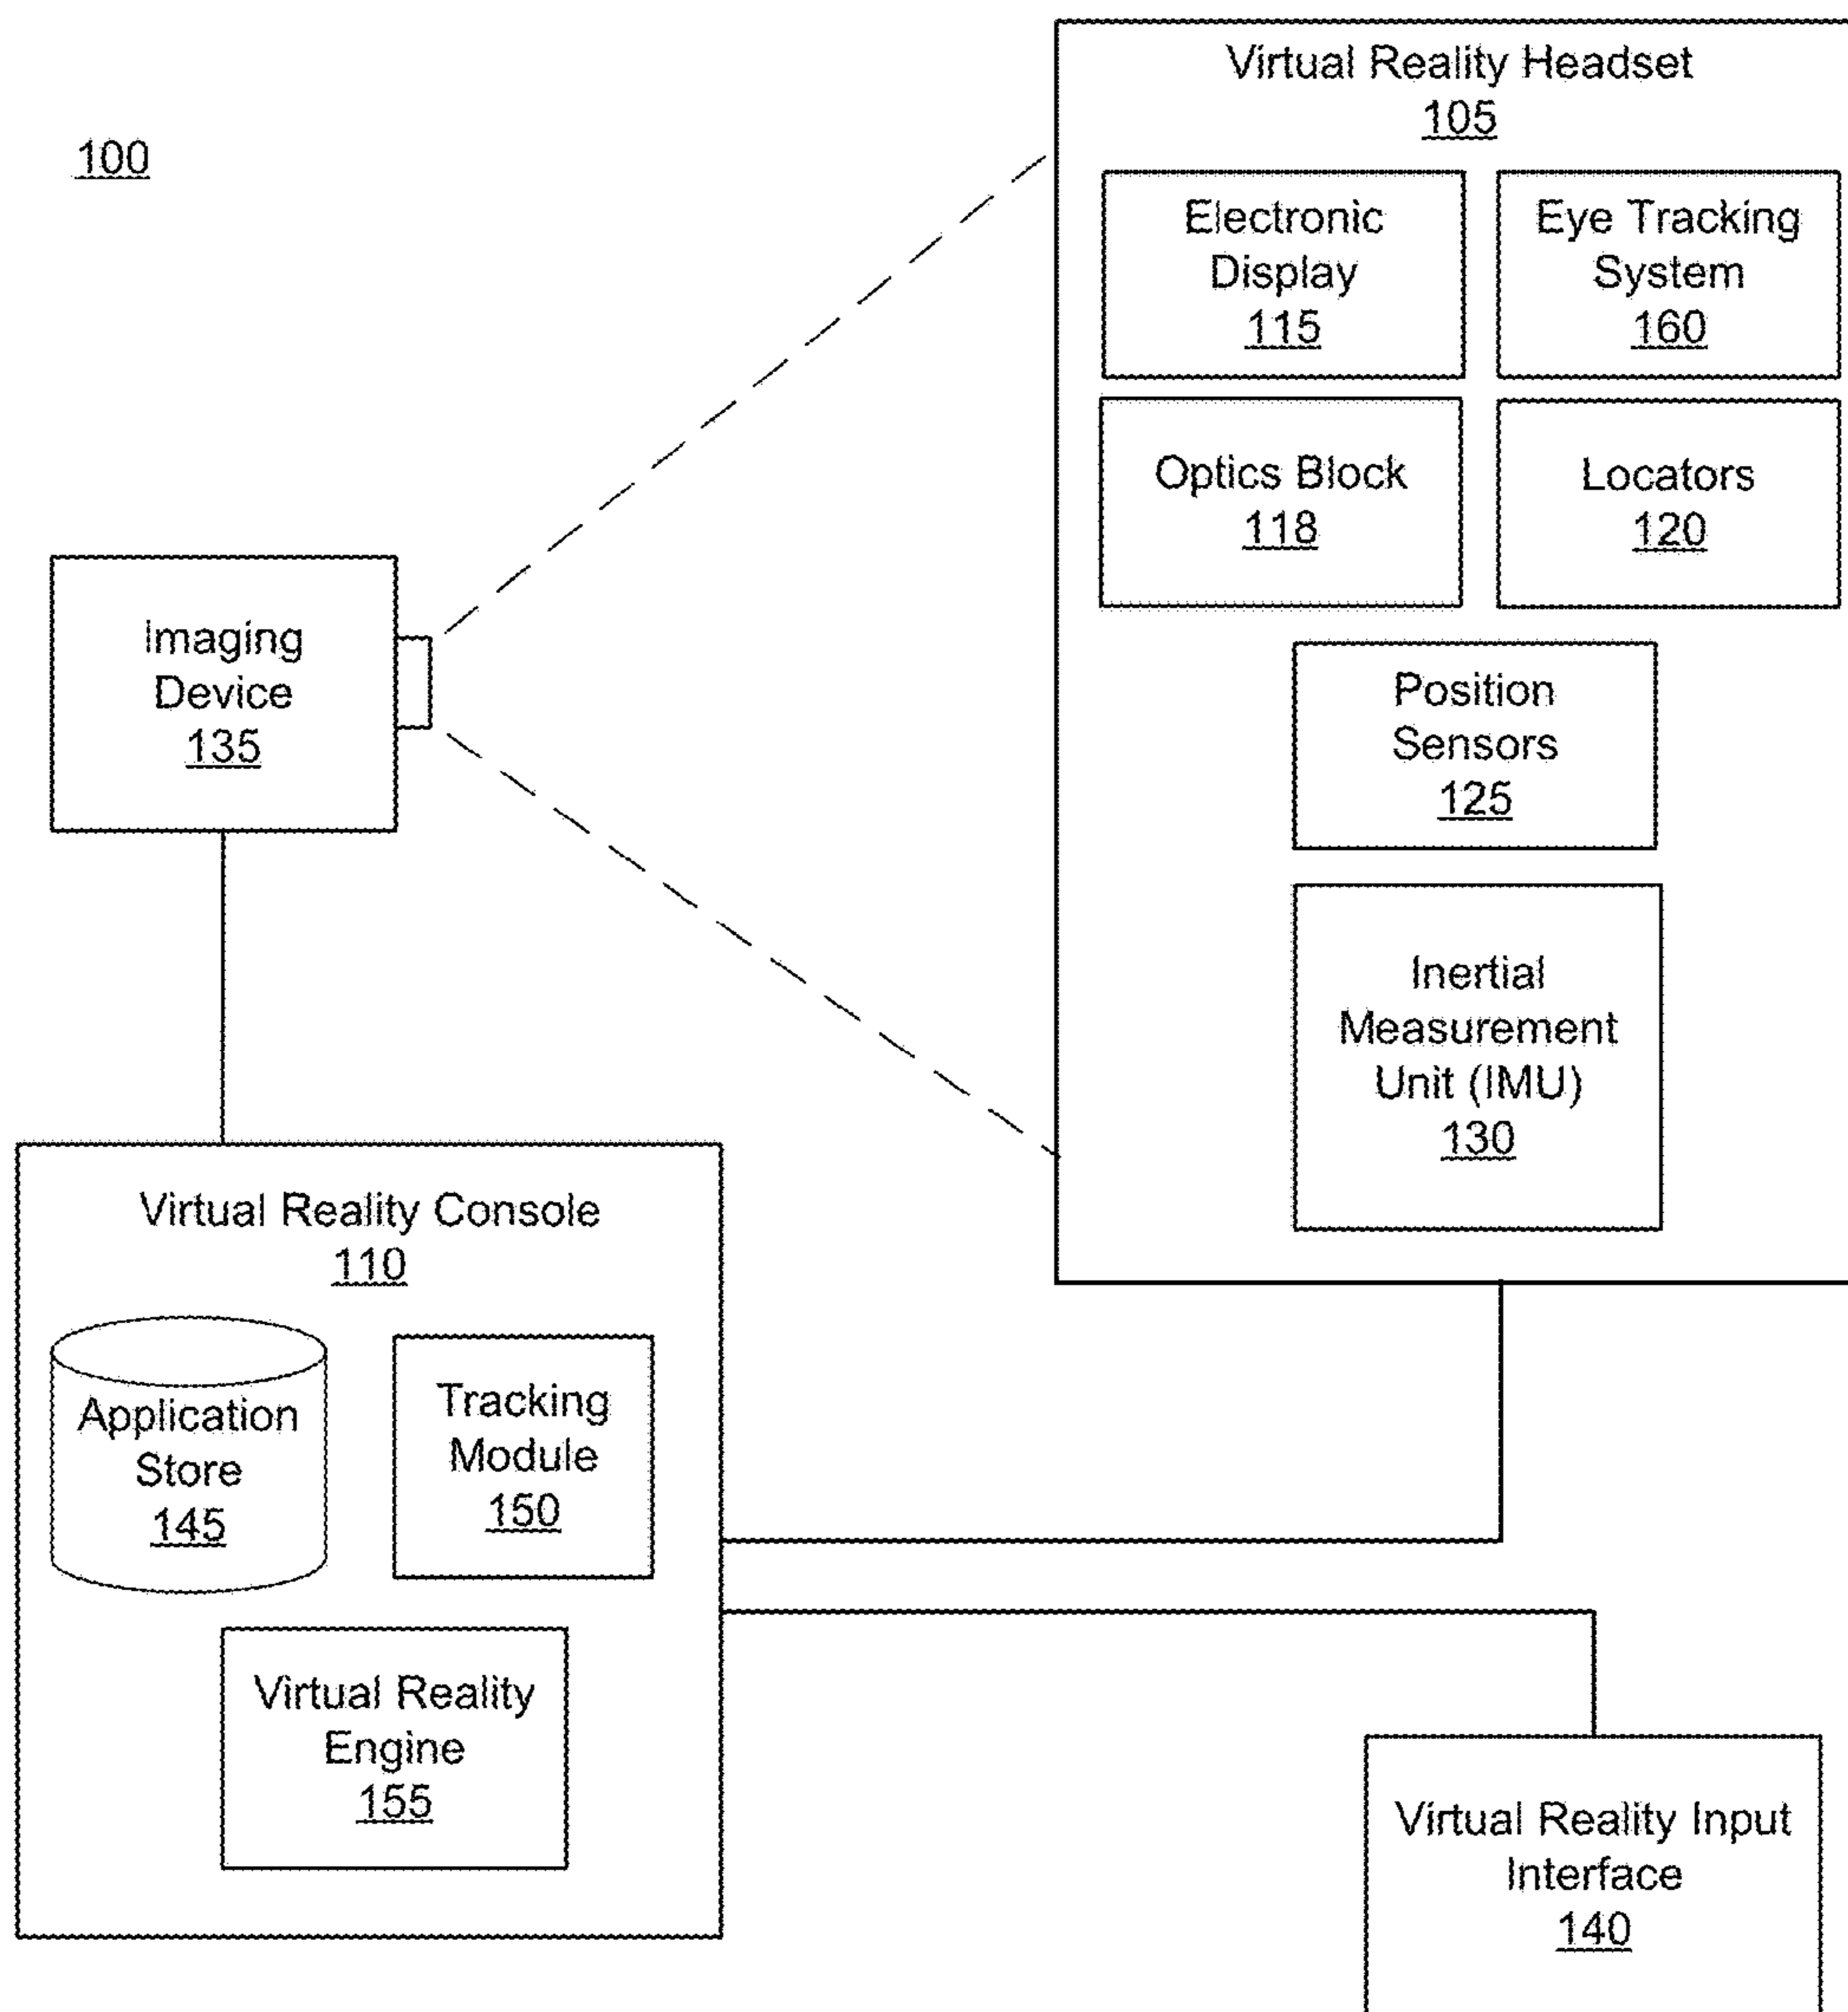 100
Virtual Reality Headset
105
Electronic
Display
115
Eye Tracking
System
160
Optics Block
118
Locators
120
Position
Sensors
125
Inertial
Measurement
Unit (IMU)
130
Imaging
Device
135
Virtual Reality Console
110
Application
Store
145
Tracking
Module
150
Virtual Reality
Engine
155
Virtual Reality Input
Interface
140